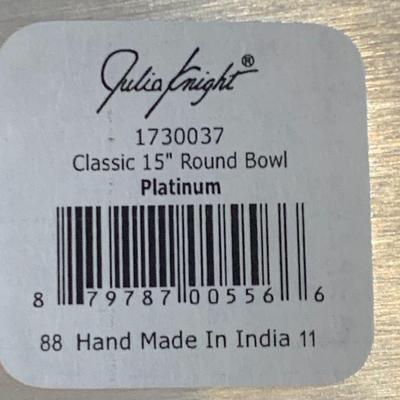 Julia Knight®
1730037
Classic 15" Round Bowl
Platinum
8 79787 00556 6
88 Hand Made In India 11